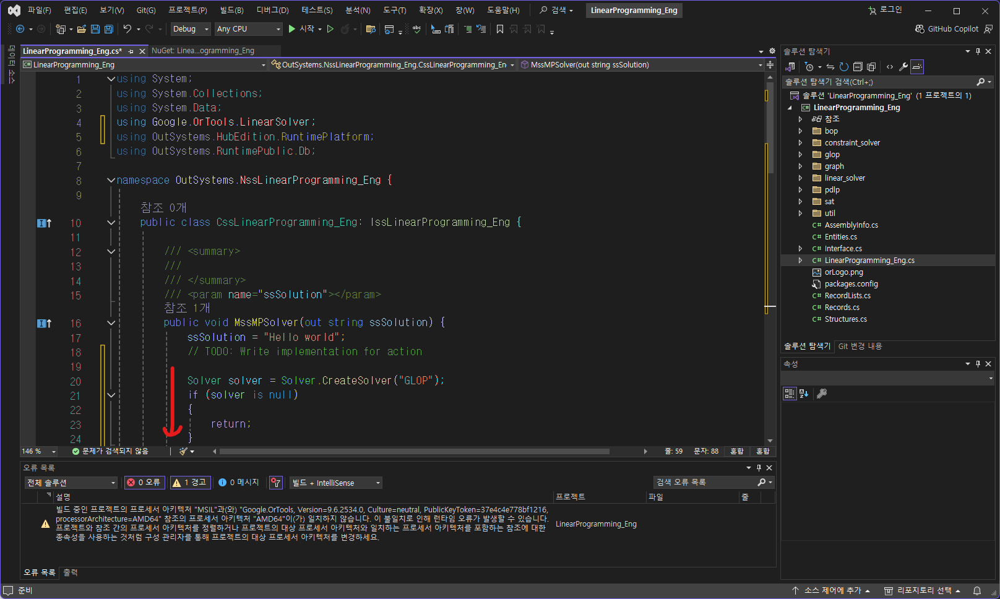 파일(F) 편집(E) 보기(V) Git(G) 프로젝트(P) 빌드(B) 디버그(D) 테스트(S) 분석(N) 도구(T) 확장(X) 창(W) 도움말(H) 검색 LinearProgramming_Eng 로그인
Debug Any CPU 시작 GitHub Copilot
데이터 소스
LinearProgramming_Eng.cs* NuGet: Linea...ogramming_Eng
LinearProgramming_Eng OutSystems.NssLinearProgramming_Eng.CssLinearProgramming_En MssMPSolver(out string ssSolution)
1 using System;
2 using System.Collections;
3 using System.Data;
4 using Google.OrTools.LinearSolver;
5 using OutSystems.HubEdition.RuntimePlatform;
6 using OutSystems.RuntimePublic.Db;
7
8 namespace OutSystems.NssLinearProgramming_Eng {
9
참조 0개
10 public class CssLinearProgramming_Eng: IssLinearProgramming_Eng {
11
12 /// <summary>
13 ///
14 /// </summary>
15 /// <param name="ssSolution"></param>
참조 1개
16 public void MssMPSolver(out string ssSolution) {
17 ssSolution = "Hello world";
18 // TODO: Write implementation for action
19
20 Solver solver = Solver.CreateSolver("GLOP");
21 if (solver is null)
22 {
23 return;
24 }
146 % 문제가 검색되지 않음 줄: 59 문자: 88 혼합 혼합
오류 목록
전체 솔루션 0 오류 1 경고 0 메시지 빌드 + IntelliSense 검색 오류 목록
설명 프로젝트 파일 줄
빌드 중인 프로젝트의 프로세서 아키텍처 "MSIL"과(와) "Google.OrTools, Version=9.6.2534.0, Culture=neutral, PublicKeyToken=37e4c4e778bf1216,
processorArchitecture=AMD64" 참조의 프로세서 아키텍처 "AMD64"이(가) 일치하지 않습니다. 이 불일치로 인해 런타임 오류가 발생할 수 있습니다.
프로젝트와 참조 간의 프로세서 아키텍처를 정렬하거나 프로젝트의 대상 프로세서 아키텍처와 일치하는 프로세서 아키텍처를 포함하는 참조에 대한
종속성을 사용하는 것처럼 구성 관리자를 통해 프로젝트의 대상 프로세서 아키텍처를 변경하세요.
LinearProgramming_Eng
오류 목록 출력
솔루션 탐색기
솔루션 탐색기 검색(Ctrl+;)
솔루션 'LinearProgramming_Eng' (1 프로젝트의 1)
LinearProgramming_Eng
참조
bop
constraint_solver
glop
graph
linear_solver
pdlp
sat
util
C# AssemblyInfo.cs
C# Entities.cs
C# Interface.cs
C# LinearProgramming_Eng.cs
orLogo.png
packages.config
C# RecordLists.cs
C# Records.cs
C# Structures.cs
솔루션 탐색기 Git 변경 내용
속성
준비 소스 제어에 추가 리포지토리 선택